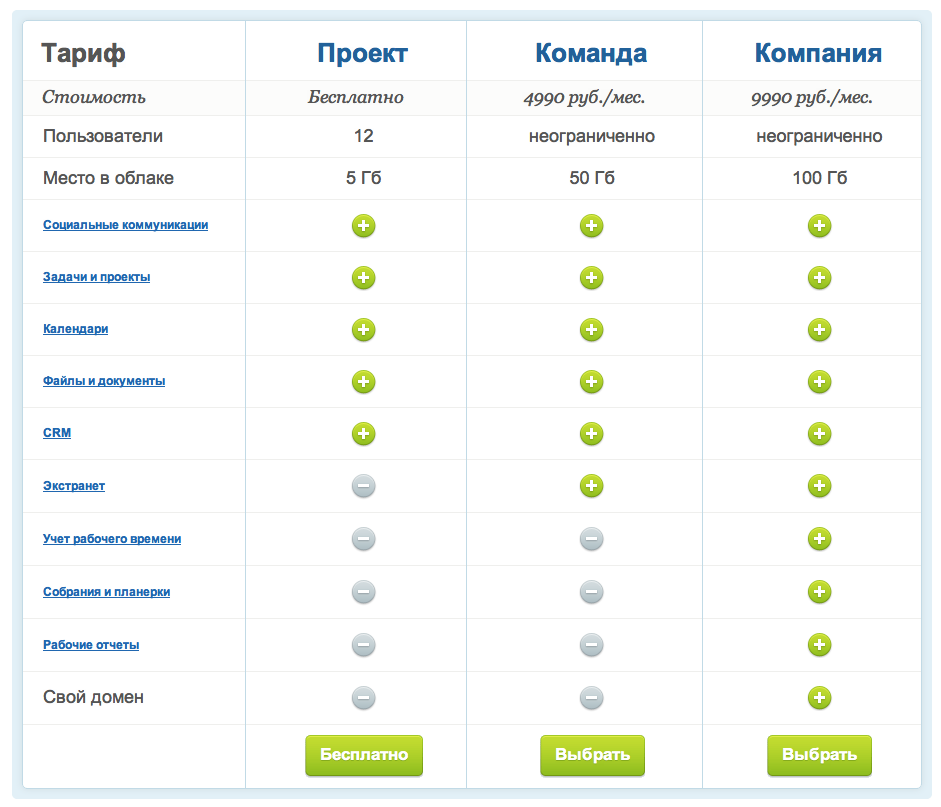 Тариф Проект Команда Компания
Стоимость Бесплатно 4990 руб./мес. 9990 руб./мес.
Пользователи 12 неограниченно неограниченно
Место в облаке 5 Гб 50 Гб 100 Гб
Социальные коммуникации
Задачи и проекты
Календари
Файлы и документы
CRM
Экстранет
Учет рабочего времени
Собрания и планерки
Рабочие отчеты
Свой домен
Бесплатно Выбрать Выбрать